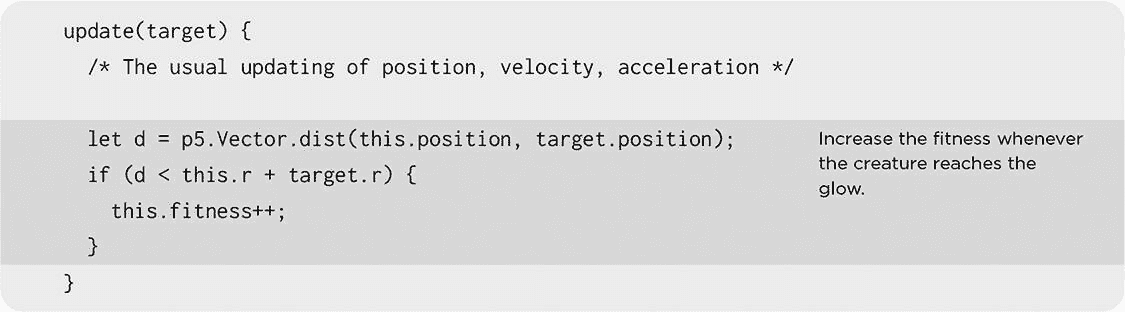 update(target) {
/* The usual updating of position, velocity, acceleration */
let d = p5.Vector.dist(this.position, target.position);
if (d < this.r + target.r) {
this.fitness++;
}
}
Increase the fitness whenever
the creature reaches the
glow.